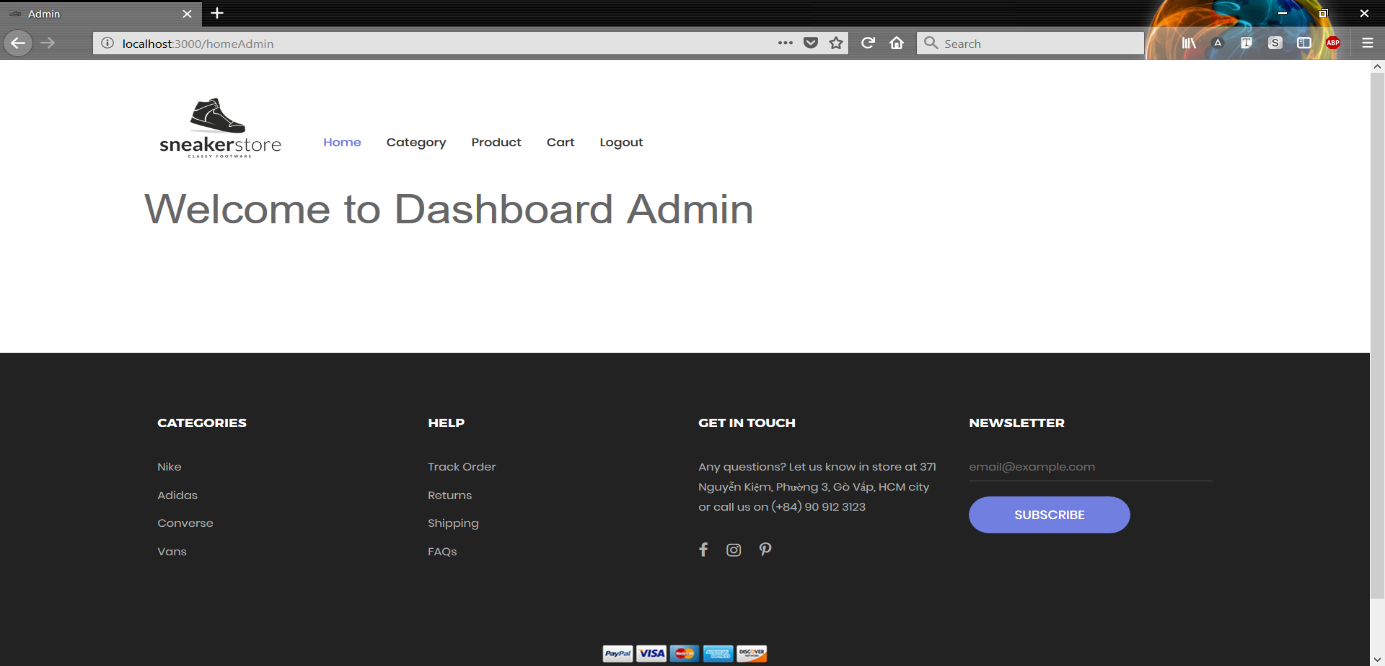 Admin
localhost:3000/homeAdmin
Search
ABP
sneakerstore
CLASSY FOOTWARE
Home Category Product Cart Logout
Welcome to Dashboard Admin
CATEGORIES
Nike
Adidas
Converse
Vans
HELP
Track Order
Returns
Shipping
FAQs
GET IN TOUCH
Any questions? Let us know in store at 371
Nguyễn Kiệm, Phường 3, Gò Vấp, HCM city
or call us on (+84) 90 912 3123
NEWSLETTER
email@example.com
SUBSCRIBE
PayPal VISA MasterCard DISCOVER